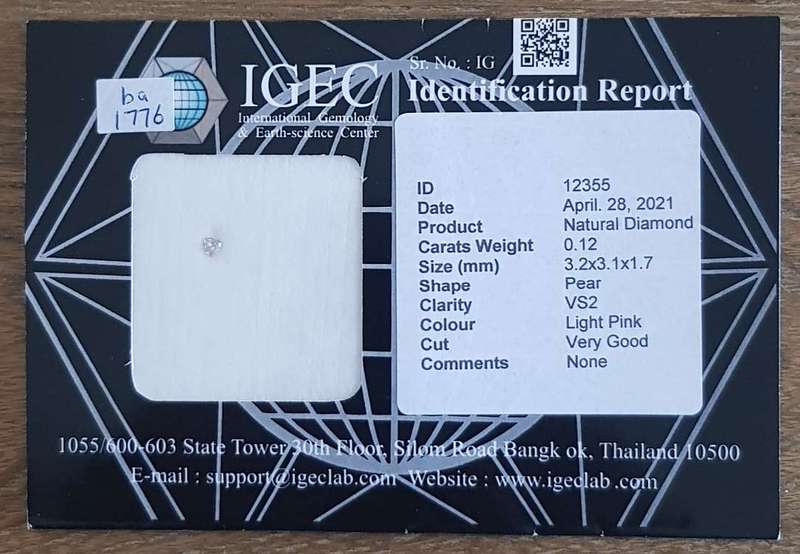 ba
1776
IGEC
International Gemology
& Earth-science Center
Sr. No. : IG
Identification Report
ID 12355
Date April. 28, 2021
Product Natural Diamond
Carats Weight 0.12
Size (mm) 3.2x3.1x1.7
Shape Pear
Clarity VS2
Colour Light Pink
Cut Very Good
Comments None
1055/600-603 State Tower 30th Floor, Silom Road Bangk ok, Thailand 10500
E-mail : support@igeclab.com Website : www.igeclab .com